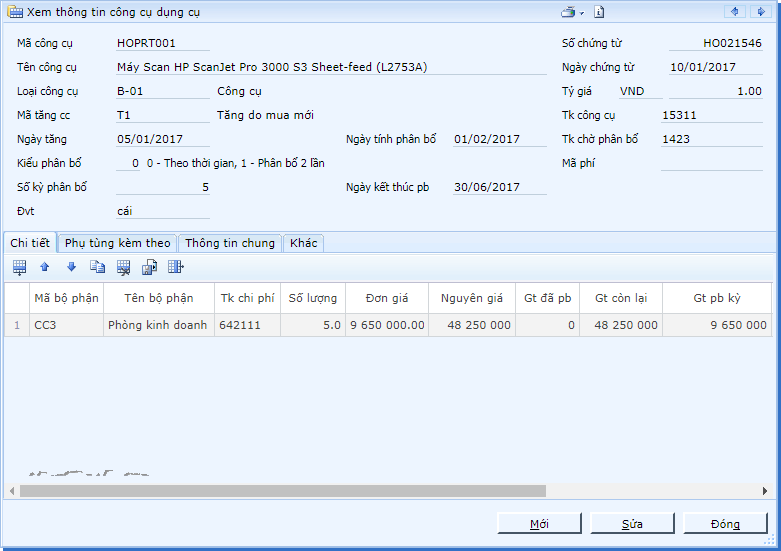 Xem thông tin công cụ dụng cụ
Mã công cụ HOPRT001 Số chứng từ HO021546
Tên công cụ Máy Scan HP ScanJet Pro 3000 S3 Sheet-feed (L2753A) Ngày chứng từ 10/01/2017
Loại công cụ B-01 Công cụ Tỷ giá VND 1.00
Mã tăng cc T1 Tăng do mua mới Tk công cụ 15311
Ngày tăng 05/01/2017 Ngày tính phân bổ 01/02/2017 Tk chờ phân bổ 1423
Kiểu phân bổ 0 0 - Theo thời gian, 1 - Phân bổ 2 lần Mã phí
Số kỳ phân bổ 5 Ngày kết thúc pb 30/06/2017
Đvt cái
Chi tiết Phụ tùng kèm theo Thông tin chung Khác
Mã bộ phận Tên bộ phận Tk chi phí Số lượng Đơn giá Nguyên giá Gt đã pb Gt còn lại Gt pb kỳ
1 CC3 Phòng kinh doanh 642111 5.0 9 650 000.00 48 250 000 0 48 250 000 9 650 000
Mới Sửa Đóng